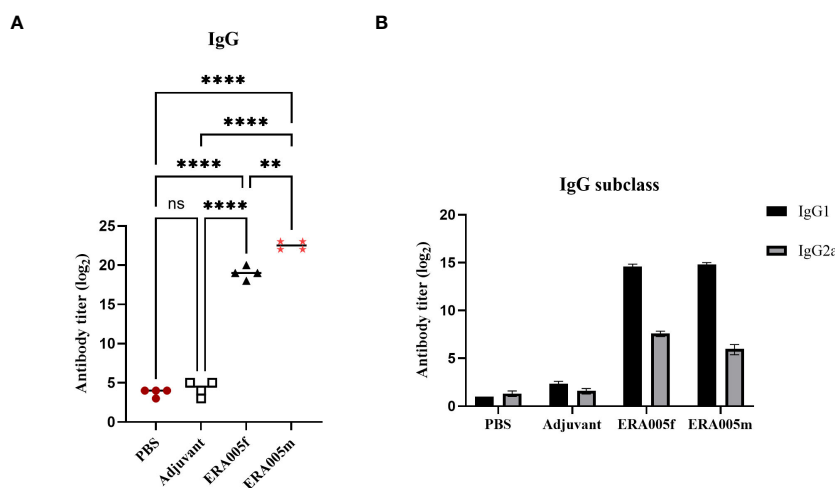 A
IgG
****
****
**** **
ns ****
25
20
15
10
5
0
Antibody titer (log2)
PBS
Adjuvant
ERA005f
ERA005m
B
IgG subclass
IgG1
IgG2a
20
15
10
5
0
Antibody titer (log2)
PBS Adjuvant ERA005f ERA005m